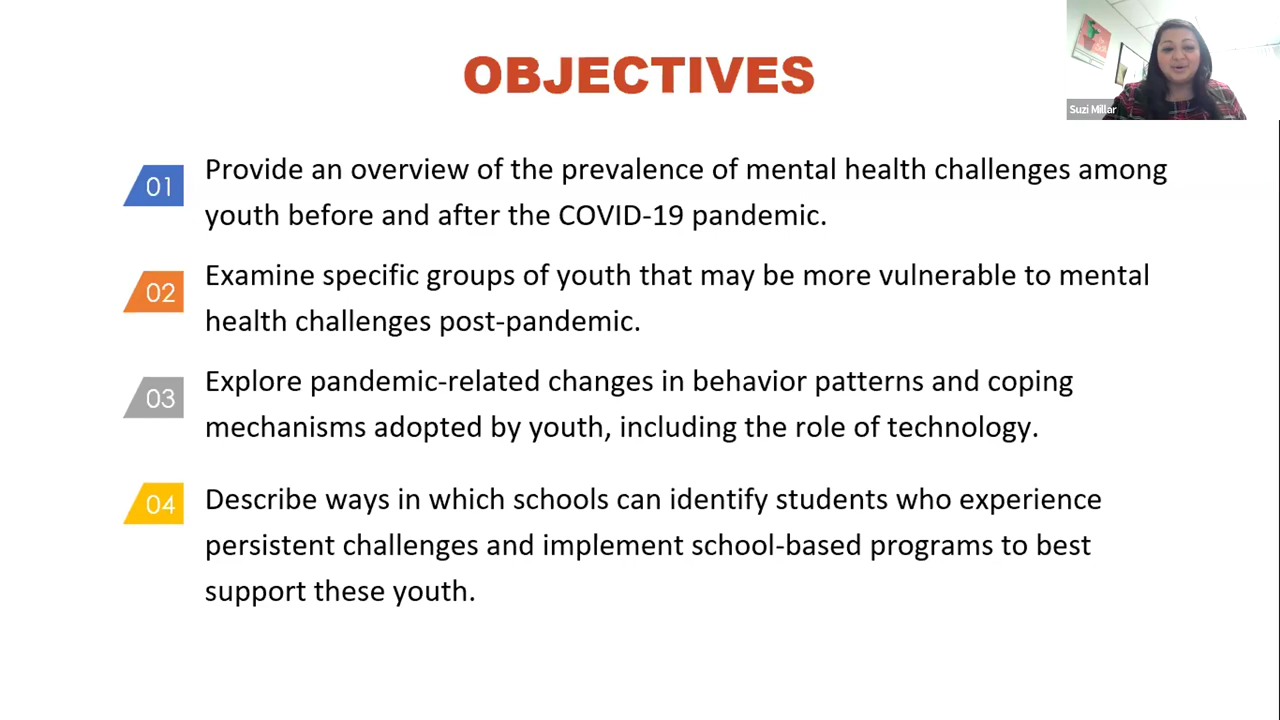 OBJECTIVES
Suzi Millar
01
Provide an overview of the prevalence of mental health challenges among
youth before and after the COVID-19 pandemic.
02
Examine specific groups of youth that may be more vulnerable to mental
health challenges post-pandemic.
03
Explore pandemic-related changes in behavior patterns and coping
mechanisms adopted by youth, including the role of technology.
04
Describe ways in which schools can identify students who experience
persistent challenges and implement school-based programs to best
support these youth.